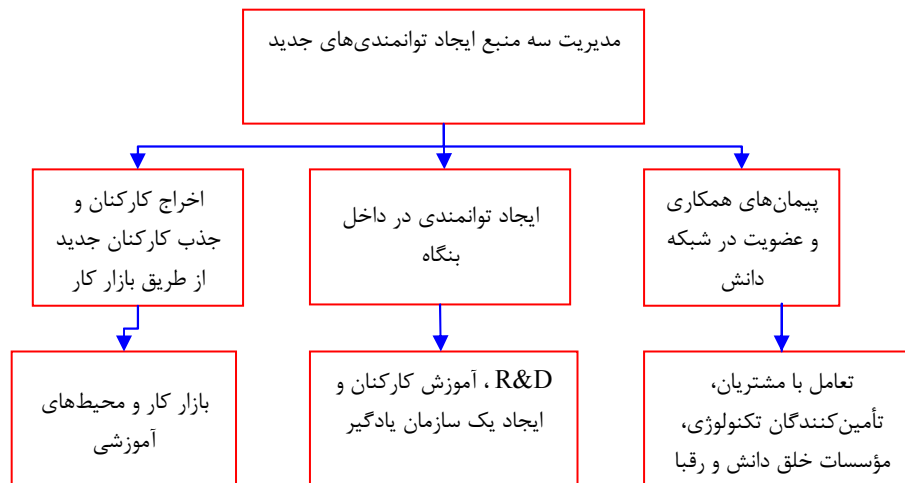 مدیریت سه منبع ایجاد توانمندی‌های جدید
پیمان‌های همکاری
و عضویت در شبکه
دانش
ایجاد توانمندی در داخل
بنگاه
اخراج کارکنان و
جذب کارکنان جدید
از طریق بازار کار
تعامل با مشتریان،
تأمین‌کنندگان تکنولوژی،
مؤسسات خلق دانش و رقبا
R&D ، آموزش کارکنان و
ایجاد یک سازمان یادگیر
بازار کار و محیط‌های
آموزشی